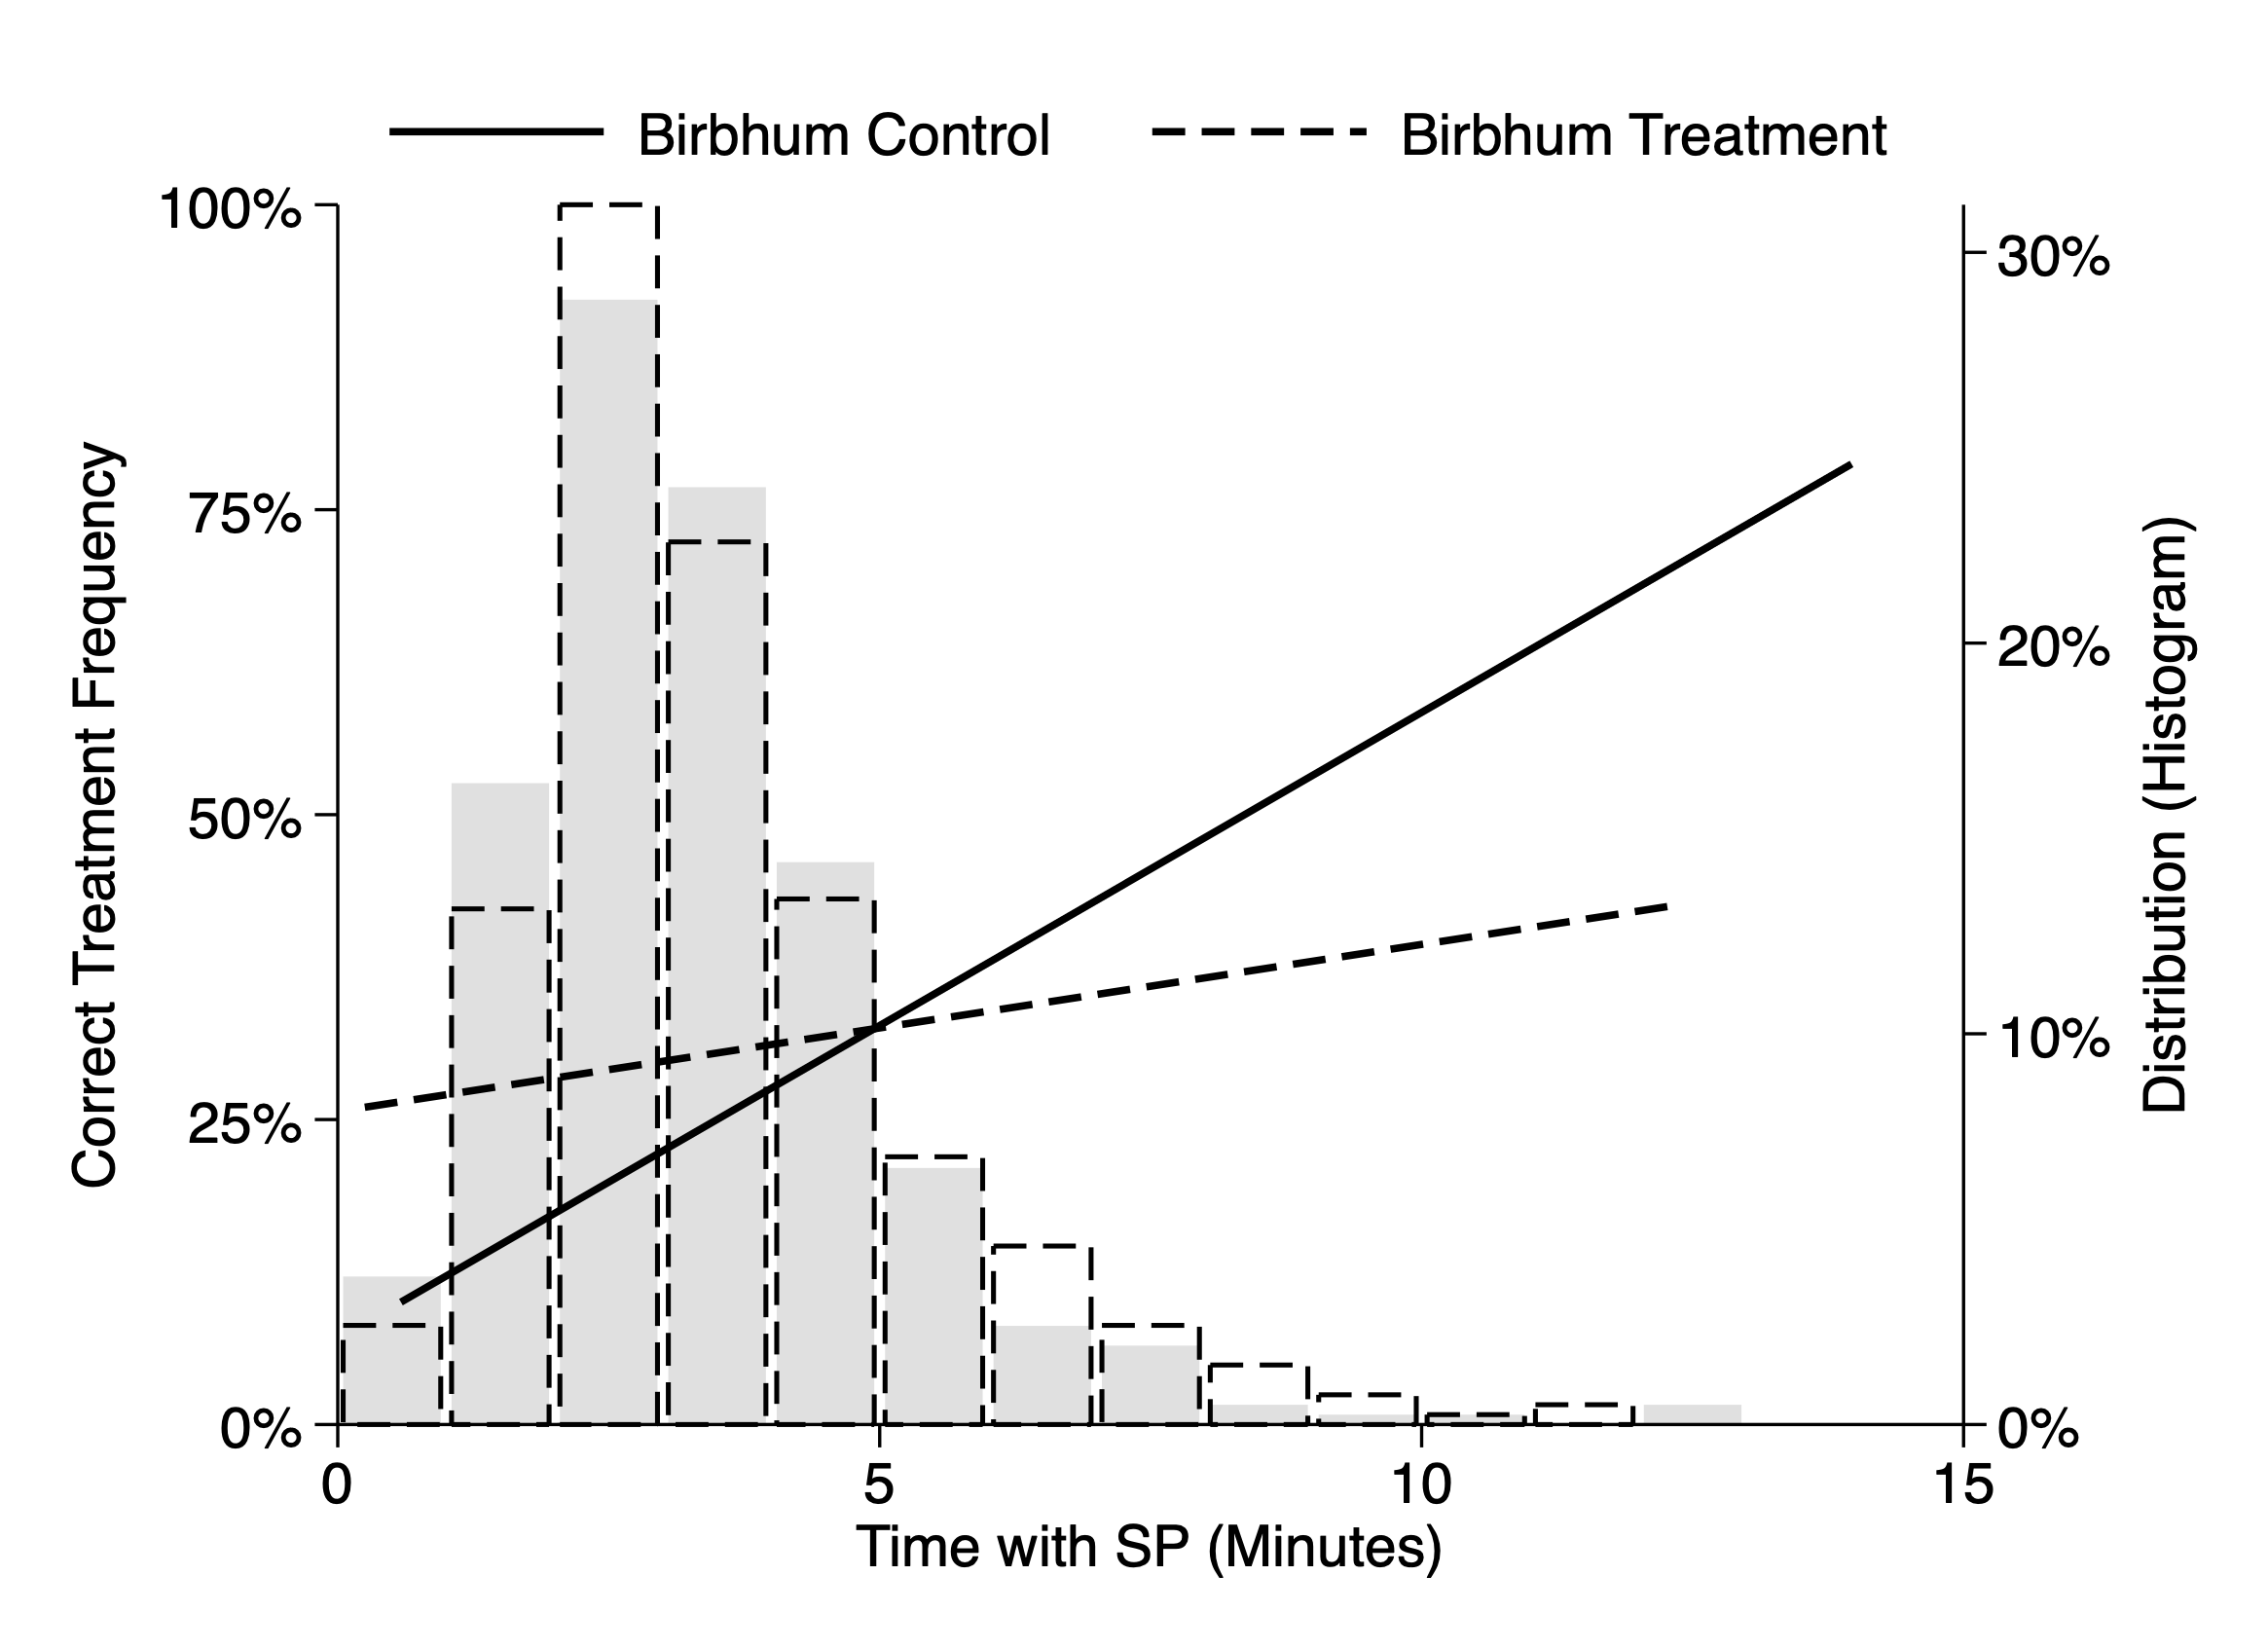 Birbhum Control
Birbhum Treatment
100%
75%
50%
25%
0%
Correct Treatment Frequency
30%
20%
10%
0%
Distribution (Histogram)
0
5
10
15
Time with SP (Minutes)